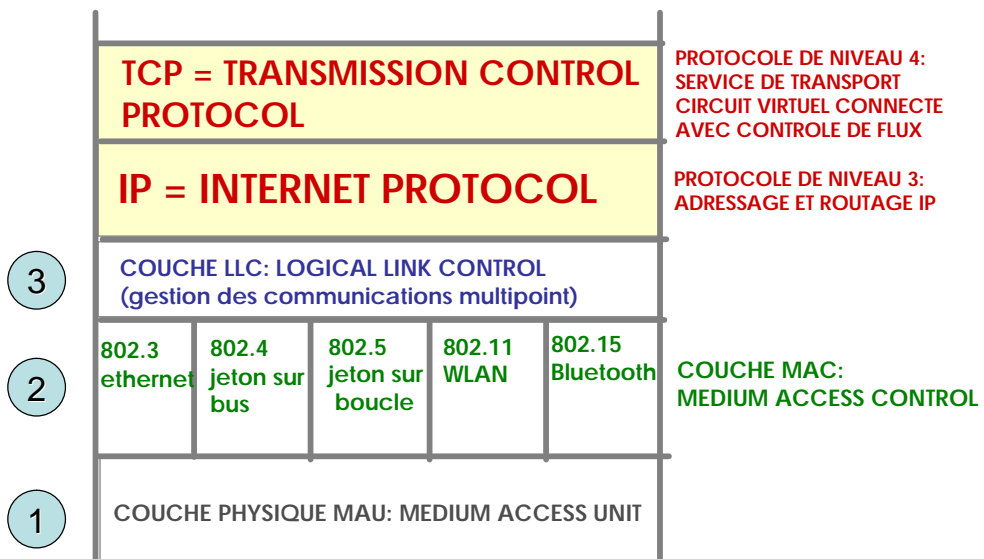 TCP = TRANSMISSION CONTROL
PROTOCOL
PROTOCOLE DE NIVEAU 4:
SERVICE DE TRANSPORT
CIRCUIT VIRTUEL CONNECTE
AVEC CONTROLE DE FLUX
IP = INTERNET PROTOCOL
PROTOCOLE DE NIVEAU 3:
ADRESSAGE ET ROUTAGE IP
3
COUCHE LLC: LOGICAL LINK CONTROL
(gestion des communications multipoint)
2
802.3
ethernet
802.4
jeton sur
bus
802.5
jeton sur
boucle
802.11
WLAN
802.15
Bluetooth
COUCHE MAC:
MEDIUM ACCESS CONTROL
1
COUCHE PHYSIQUE MAU: MEDIUM ACCESS UNIT